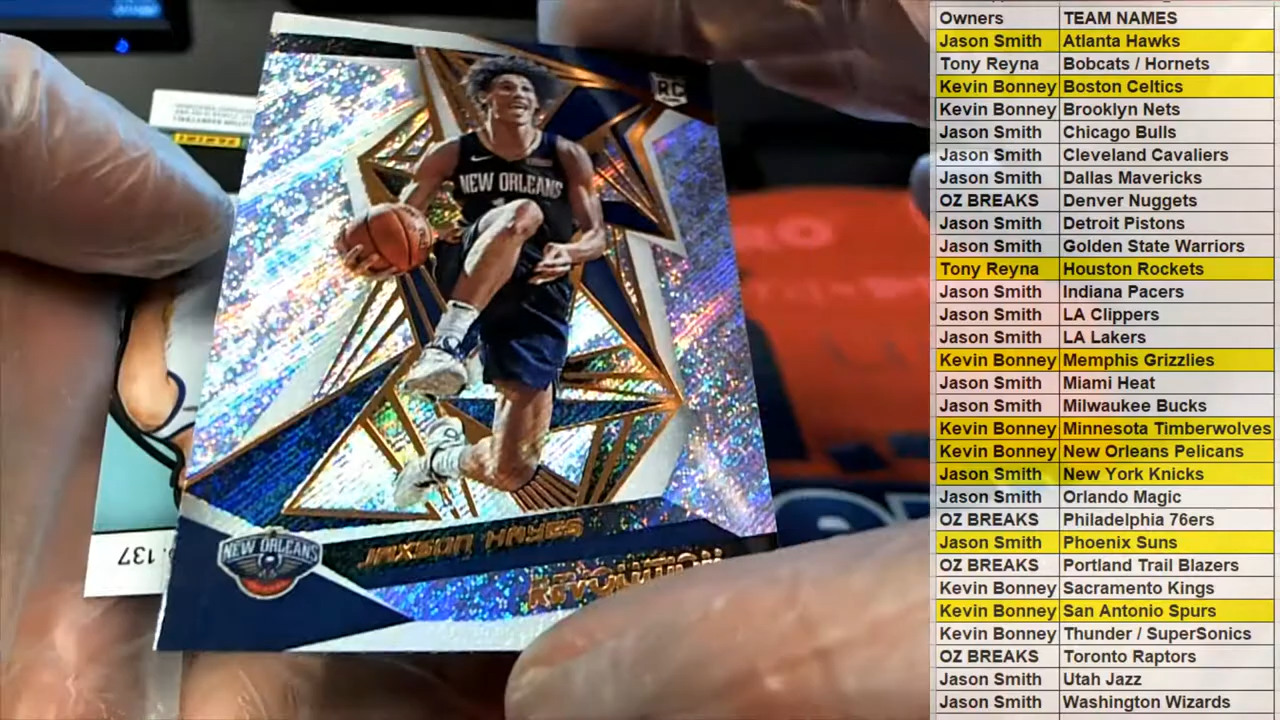 RC
NEW ORLEANS
1
NEW ORLEANS
JAXSON HAYES
REVOLUTION
137
Owners TEAM NAMES
Jason Smith Atlanta Hawks
Tony Reyna Bobcats / Hornets
Kevin Bonney Boston Celtics
Kevin Bonney Brooklyn Nets
Jason Smith Chicago Bulls
Jason Smith Cleveland Cavaliers
Jason Smith Dallas Mavericks
OZ BREAKS Denver Nuggets
Jason Smith Detroit Pistons
Jason Smith Golden State Warriors
Tony Reyna Houston Rockets
Jason Smith Indiana Pacers
Jason Smith LA Clippers
Jason Smith LA Lakers
Kevin Bonney Memphis Grizzlies
Jason Smith Miami Heat
Jason Smith Milwaukee Bucks
Kevin Bonney Minnesota Timberwolves
Kevin Bonney New Orleans Pelicans
Jason Smith New York Knicks
Jason Smith Orlando Magic
OZ BREAKS Philadelphia 76ers
Jason Smith Phoenix Suns
OZ BREAKS Portland Trail Blazers
Kevin Bonney Sacramento Kings
Kevin Bonney San Antonio Spurs
Kevin Bonney Thunder / SuperSonics
OZ BREAKS Toronto Raptors
Jason Smith Utah Jazz
Jason Smith Washington Wizards